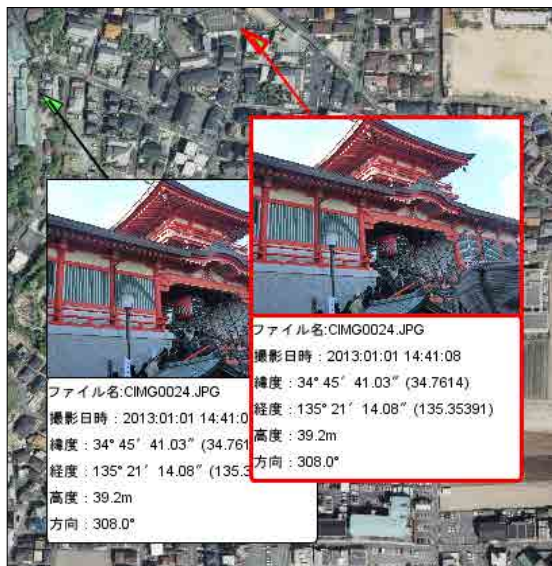 ファイル名:CIMG0024.JPG
撮影日時：2013:01:01 14:41:0
緯度：34° 45′ 41.03″ (34.761
経度：135° 21′ 14.08″ (135.3
高度：39.2m
方向：308.0°
ファイル名:CIMG0024.JPG
撮影日時：2013:01:01 14:41:08
緯度：34° 45′ 41.03″ (34.7614)
経度：135° 21′ 14.08″ (135.35391)
高度：39.2m
方向：308.0°